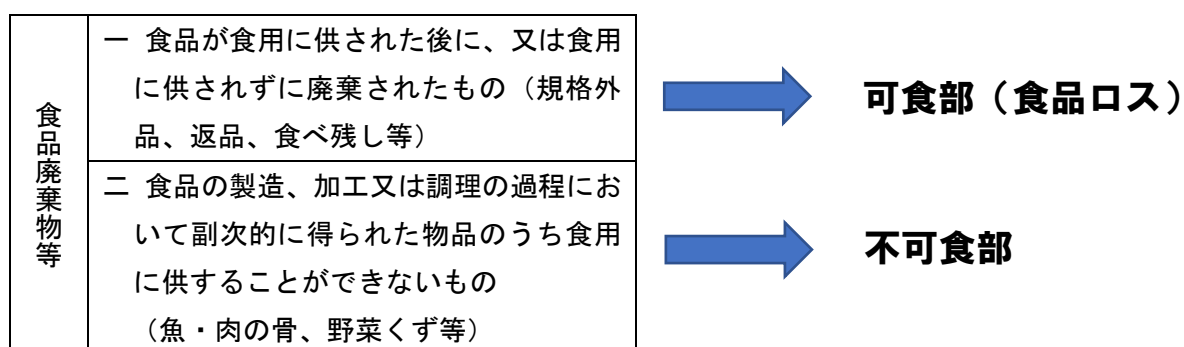 食品廃棄物等
一 食品が食用に供された後に、又は食用
に供されずに廃棄されたもの（規格外
品、返品、食べ残し等）
可食部（食品ロス）
二 食品の製造、加工又は調理の過程にお
いて副次的に得られた物品のうち食用
に供することができないもの
（魚・肉の骨、野菜くず等）
不可食部